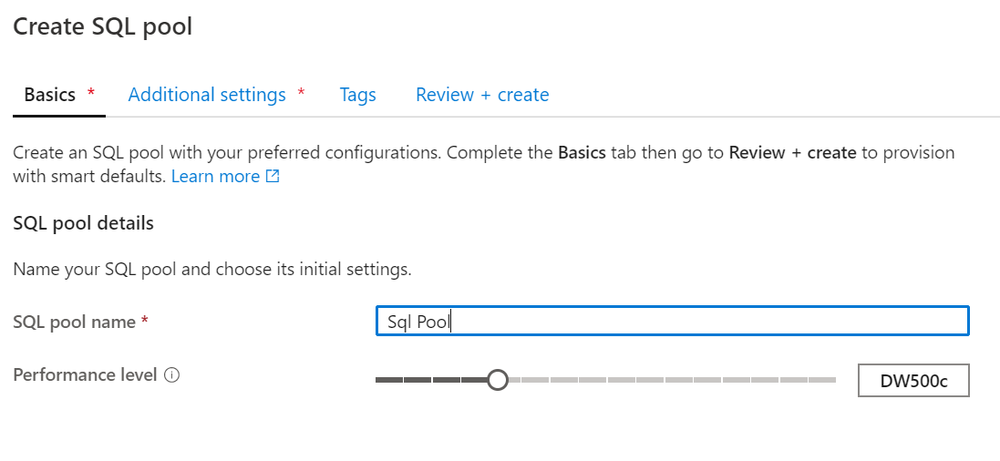 Create SQL pool
Basics * Additional settings * Tags Review + create
Create an SQL pool with your preferred configurations. Complete the Basics tab then go to Review + create to provision
with smart defaults. Learn more
SQL pool details
Name your SQL pool and choose its initial settings.
SQL pool name * Sql Pool
Performance level DW500c